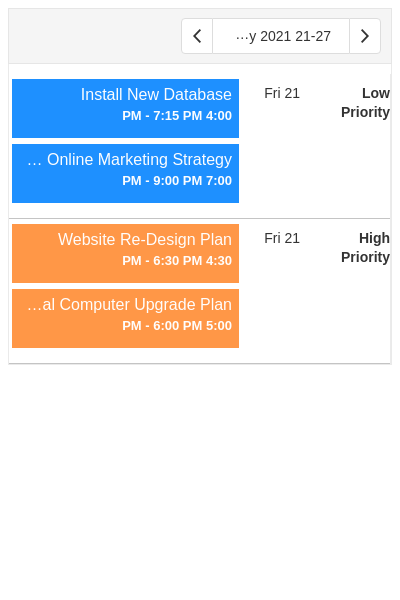 …y 2021 21-27
Low Priority
Fri 21
Install New Database
PM - 7:15 PM 4:00
… Online Marketing Strategy
PM - 9:00 PM 7:00
High Priority
Fri 21
Website Re-Design Plan
PM - 6:30 PM 4:30
…al Computer Upgrade Plan
PM - 6:00 PM 5:00